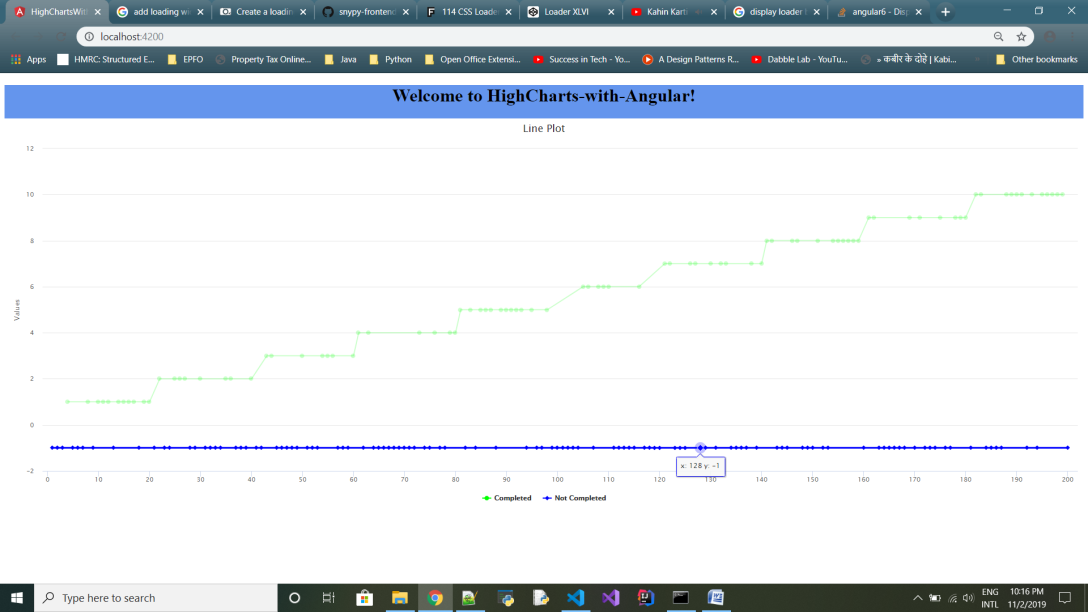 HighChartsWith
add loading wi
Create a loadin
snypy-frontend
114 CSS Loade
Loader XLVI
Kahin Karti
display loader
angular6 - Disp
localhost:4200
Apps
HMRC: Structured E...
EPFO
Property Tax Online...
Java
Python
Open Office Extensi...
Success in Tech - Yo...
A Design Patterns R...
Dabble Lab - YouTu...
» कबीर के दोहे | Kabi...
Other bookmarks
Welcome to HighCharts-with-Angular!
Line Plot
12
10
8
6
4
2
0
-2
Values
x: 128 y: -1
0 10 20 30 40 50 60 70 80 90 100 110 120 130 140 150 160 170 180 190 200
Completed Not Completed
Type here to search
ENG
INTL
10:16 PM
11/2/2019